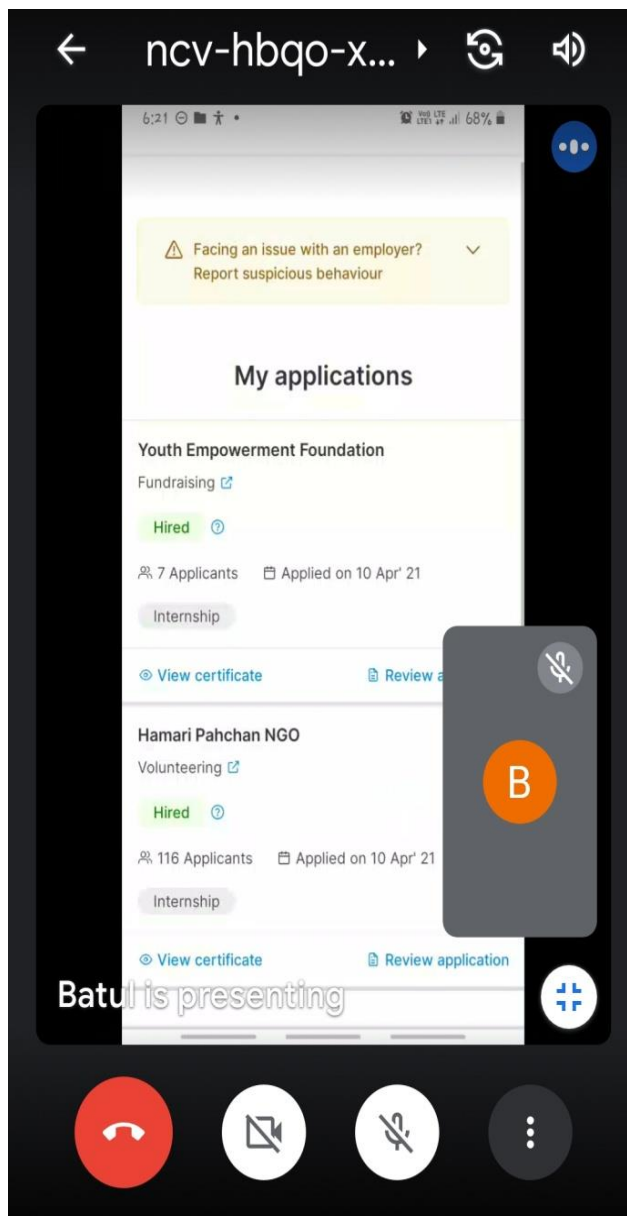 ncv-hbqo-x...
6:21 68%
Facing an issue with an employer?
Report suspicious behaviour
My applications
Youth Empowerment Foundation
Fundraising
Hired
7 Applicants Applied on 10 Apr' 21
Internship
View certificate Review a
Hamari Pahchan NGO
Volunteering
B
Hired
116 Applicants Applied on 10 Apr' 21
Internship
View certificate Review application
Batul is presenting